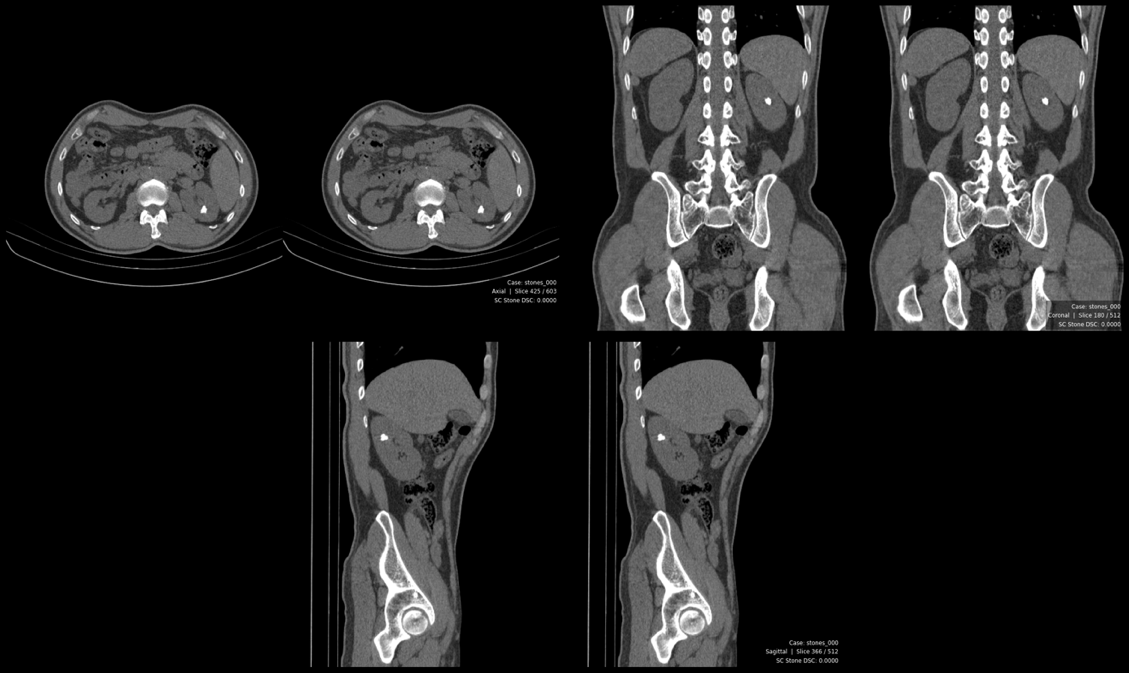 Case: stones_000
Axial | Slice 425 / 603
SC Stone DSC: 0.0000
Case: stones_000
Coronal | Slice 180 / 512
SC Stone DSC: 0.0000
Case: stones_000
Sagittal | Slice 366 / 512
SC Stone DSC: 0.0000